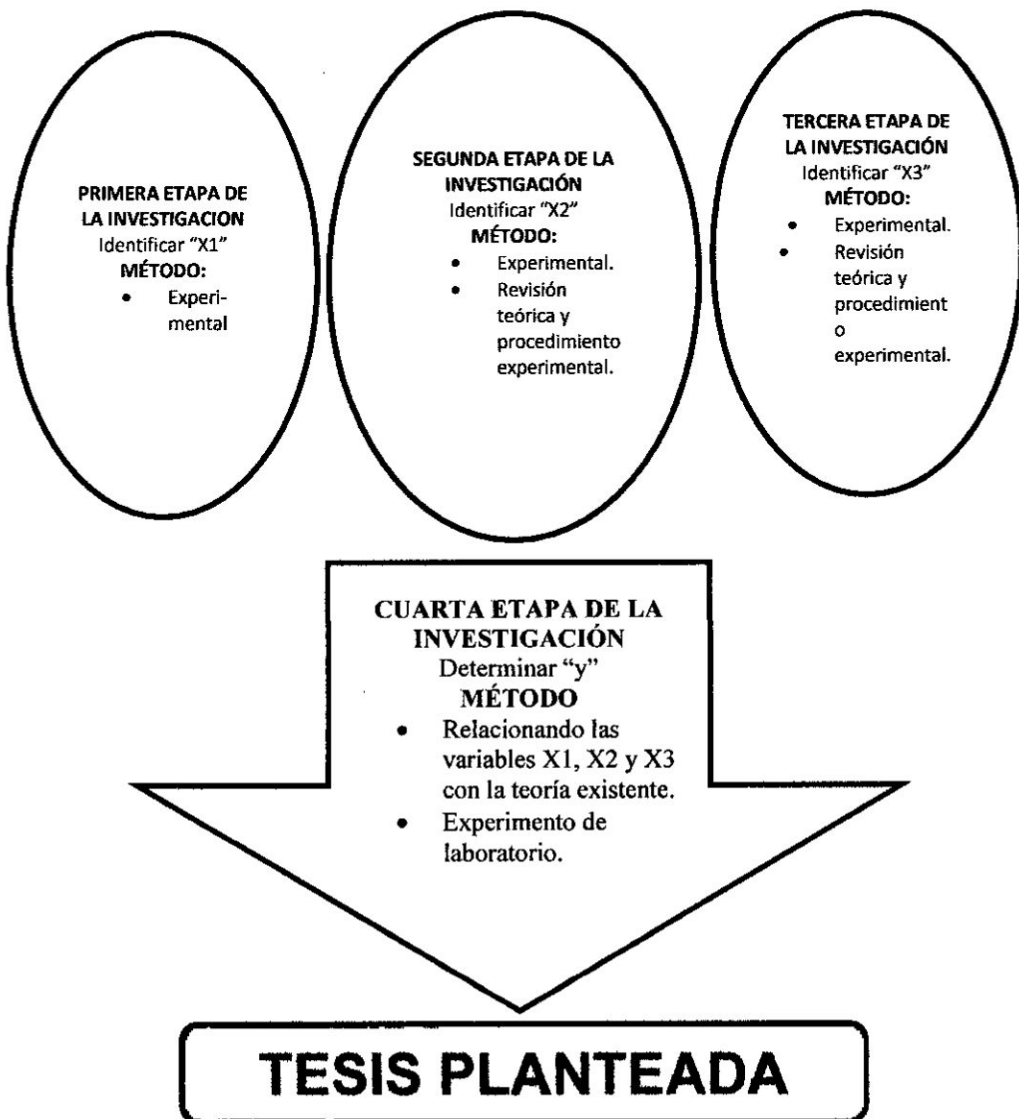 PRIMERA ETAPA DE
LA INVESTIGACION
Identificar “X1”
MÉTODO:
• Experi-
mental
SEGUNDA ETAPA DE LA
INVESTIGACIÓN
Identificar “X2”
MÉTODO:
• Experimental.
• Revisión
teórica y
procedimiento
experimental.
TERCERA ETAPA DE
LA INVESTIGACIÓN
Identificar “X3”
MÉTODO:
• Experimental.
• Revisión
teórica y
procedimient
o
experimental.
CUARTA ETAPA DE LA
INVESTIGACIÓN
Determinar “y”
MÉTODO
• Relacionando las
variables X1, X2 y X3
con la teoría existente.
• Experimento de
laboratorio.
TESIS PLANTEADA